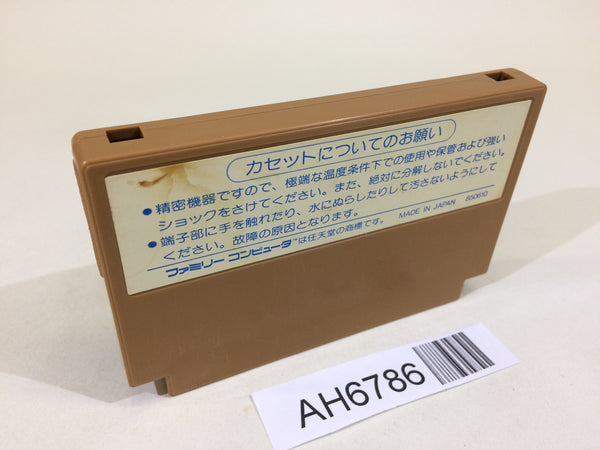 カセットについてのお願い
●精密機器ですので、極端な温度条件下での使用や保管および強い
ショックをさけてください。また、絶対に分解しないでください。
●端子部に手を触れたり、水にぬらしたりして汚さないようにして
ください。故障の原因となります。 MADE IN JAPAN 850610
ファミリー コンピュータ™は任天堂の商標です。
AH6786